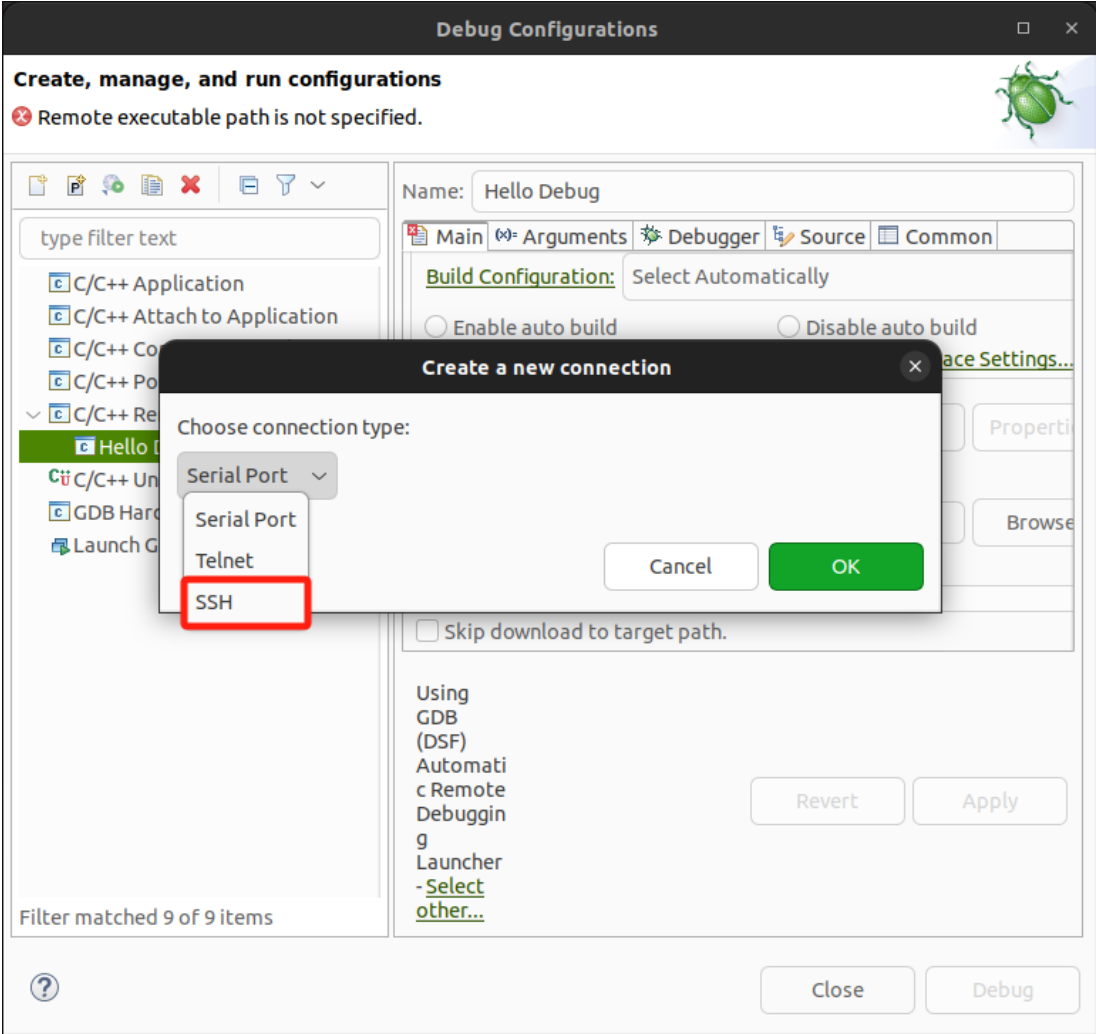 Debug Configurations
Create, manage, and run configurations
Remote executable path is not specified.
Name: Hello Debug
type filter text
Main Arguments Debugger Source Common
Build Configuration: Select Automatically
C/C++ Application
C/C++ Attach to Application
C/C++ Co
C/C++ Po
C/C++ Re
Hello D
C/C++ Un
GDB Hard
Launch G
Enable auto build Disable auto build
ace Settings...
Create a new connection
Choose connection type:
Serial Port
Serial Port
Telnet
SSH
Cancel OK
Properti
Browse
Skip download to target path.
Using
GDB
(DSF)
Automati
c Remote
Debuggin
g
Launcher
- Select
other...
Revert Apply
Filter matched 9 of 9 items
Close Debug